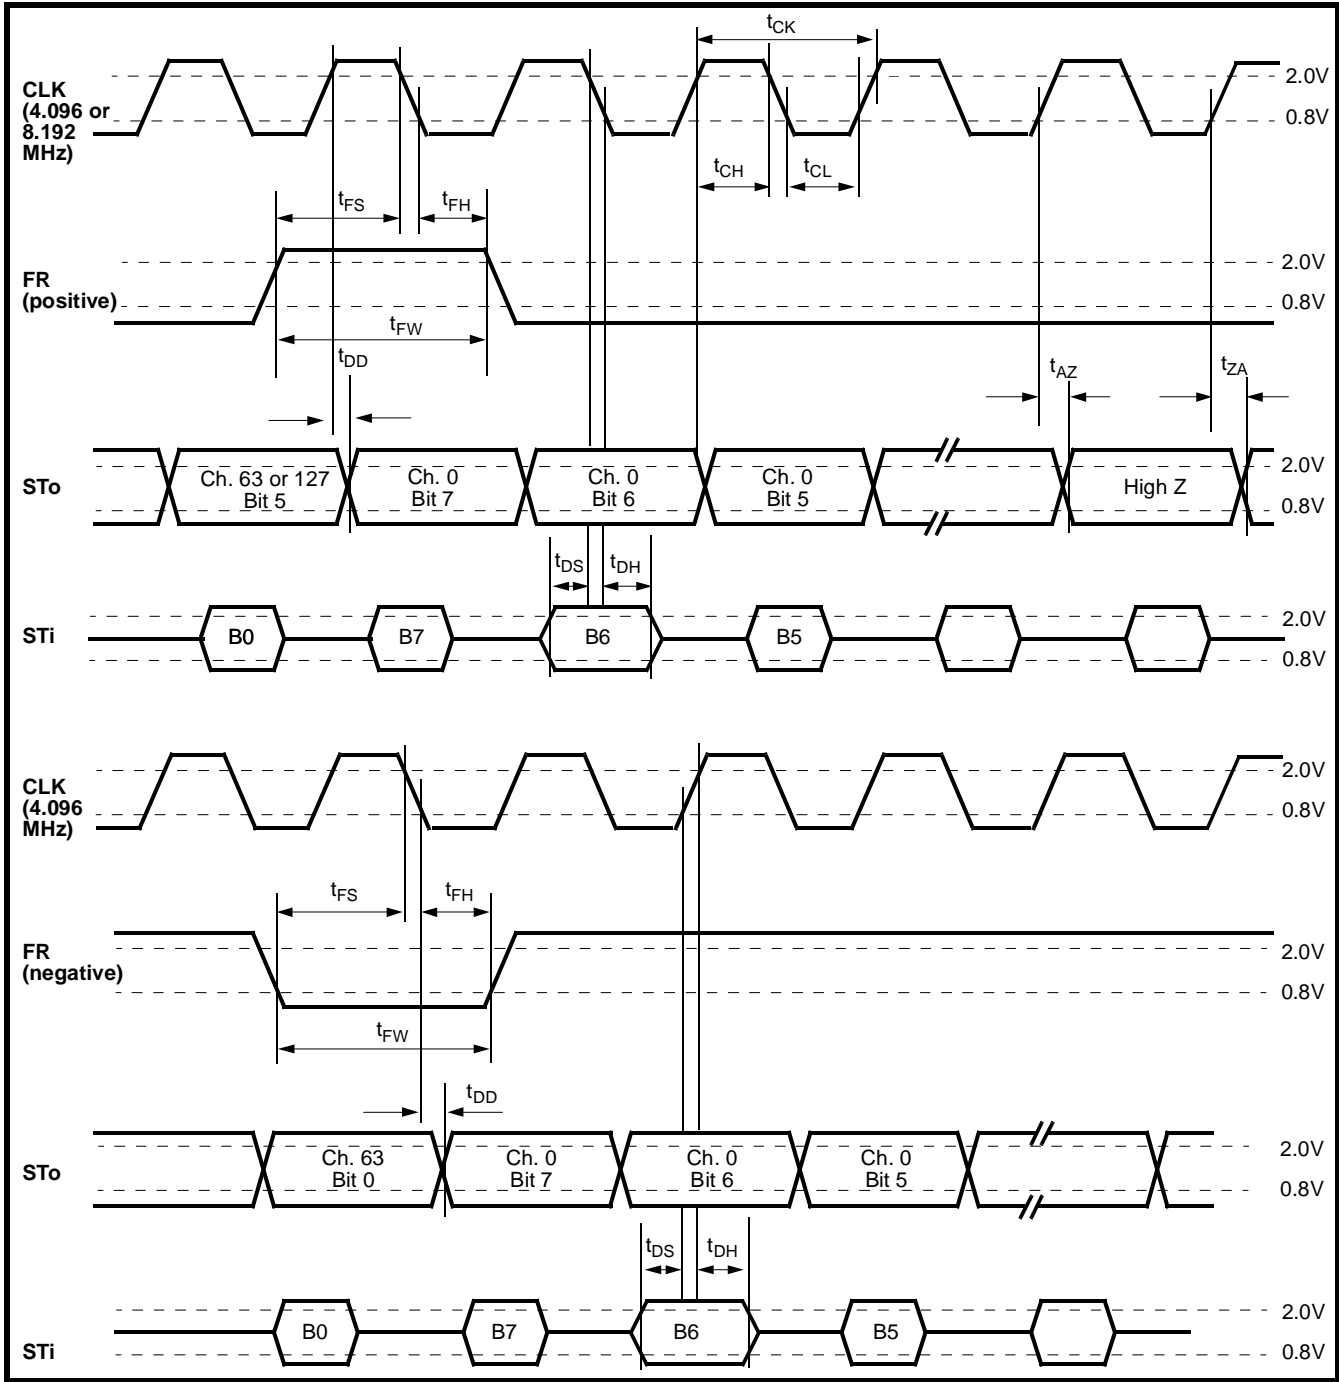 tCK
CLK
(4.096 or
8.192
MHz)
2.0V
0.8V
tCH
tCL
tFS
tFH
FR
(positive)
2.0V
0.8V
tFW
tDD
tAZ
tZA
STo
Ch. 63 or 127
Bit 5
Ch. 0
Bit 7
Ch. 0
Bit 6
Ch. 0
Bit 5
High Z
2.0V
0.8V
tDS
tDH
STi
B0
B7
B6
B5
2.0V
0.8V
CLK
(4.096
MHz)
2.0V
0.8V
tFS
tFH
FR
(negative)
2.0V
0.8V
tFW
tDD
STo
Ch. 63
Bit 0
Ch. 0
Bit 7
Ch. 0
Bit 6
Ch. 0
Bit 5
2.0V
0.8V
tDS
tDH
STi
B0
B7
B6
B5
2.0V
0.8V